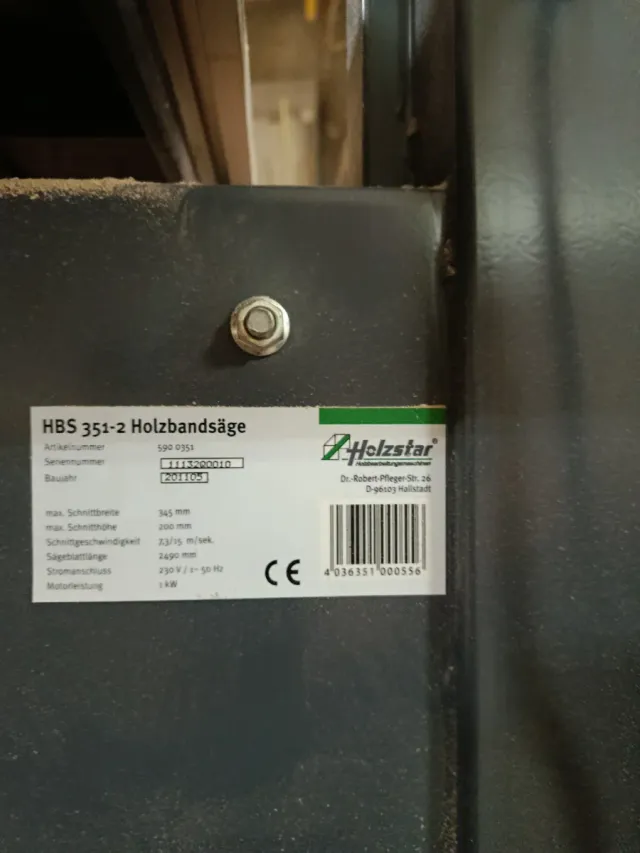 HBS 351-2 Holzbandsäge
Artikelnummer 590 0351
Seriennummer 1113200010
Baujahr 201105
max. Schnittbreite 345 mm
max. Schnitthöhe 200 mm
Schnittgeschwindigkeit 7,3/15 m/sek.
Sägeblattlänge 2490 mm
Stromanschluss 230 V / 1~ 50 Hz
Motorleistung 1 kW
CE
Holzstar®
Holzbearbeitungsmaschinen
Dr.-Robert-Pfleger-Str. 26
D-96103 Hallstadt
4 036351 000556